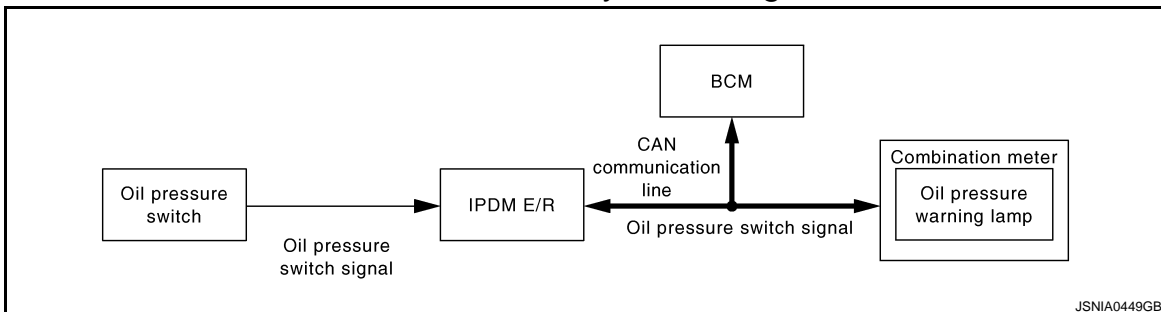 BCM
CAN
communication
line
Combination meter
Oil pressure
switch
IPDM E/R
Oil pressure
warning lamp
Oil pressure switch signal
Oil pressure
switch signal
JSNIA0449GB